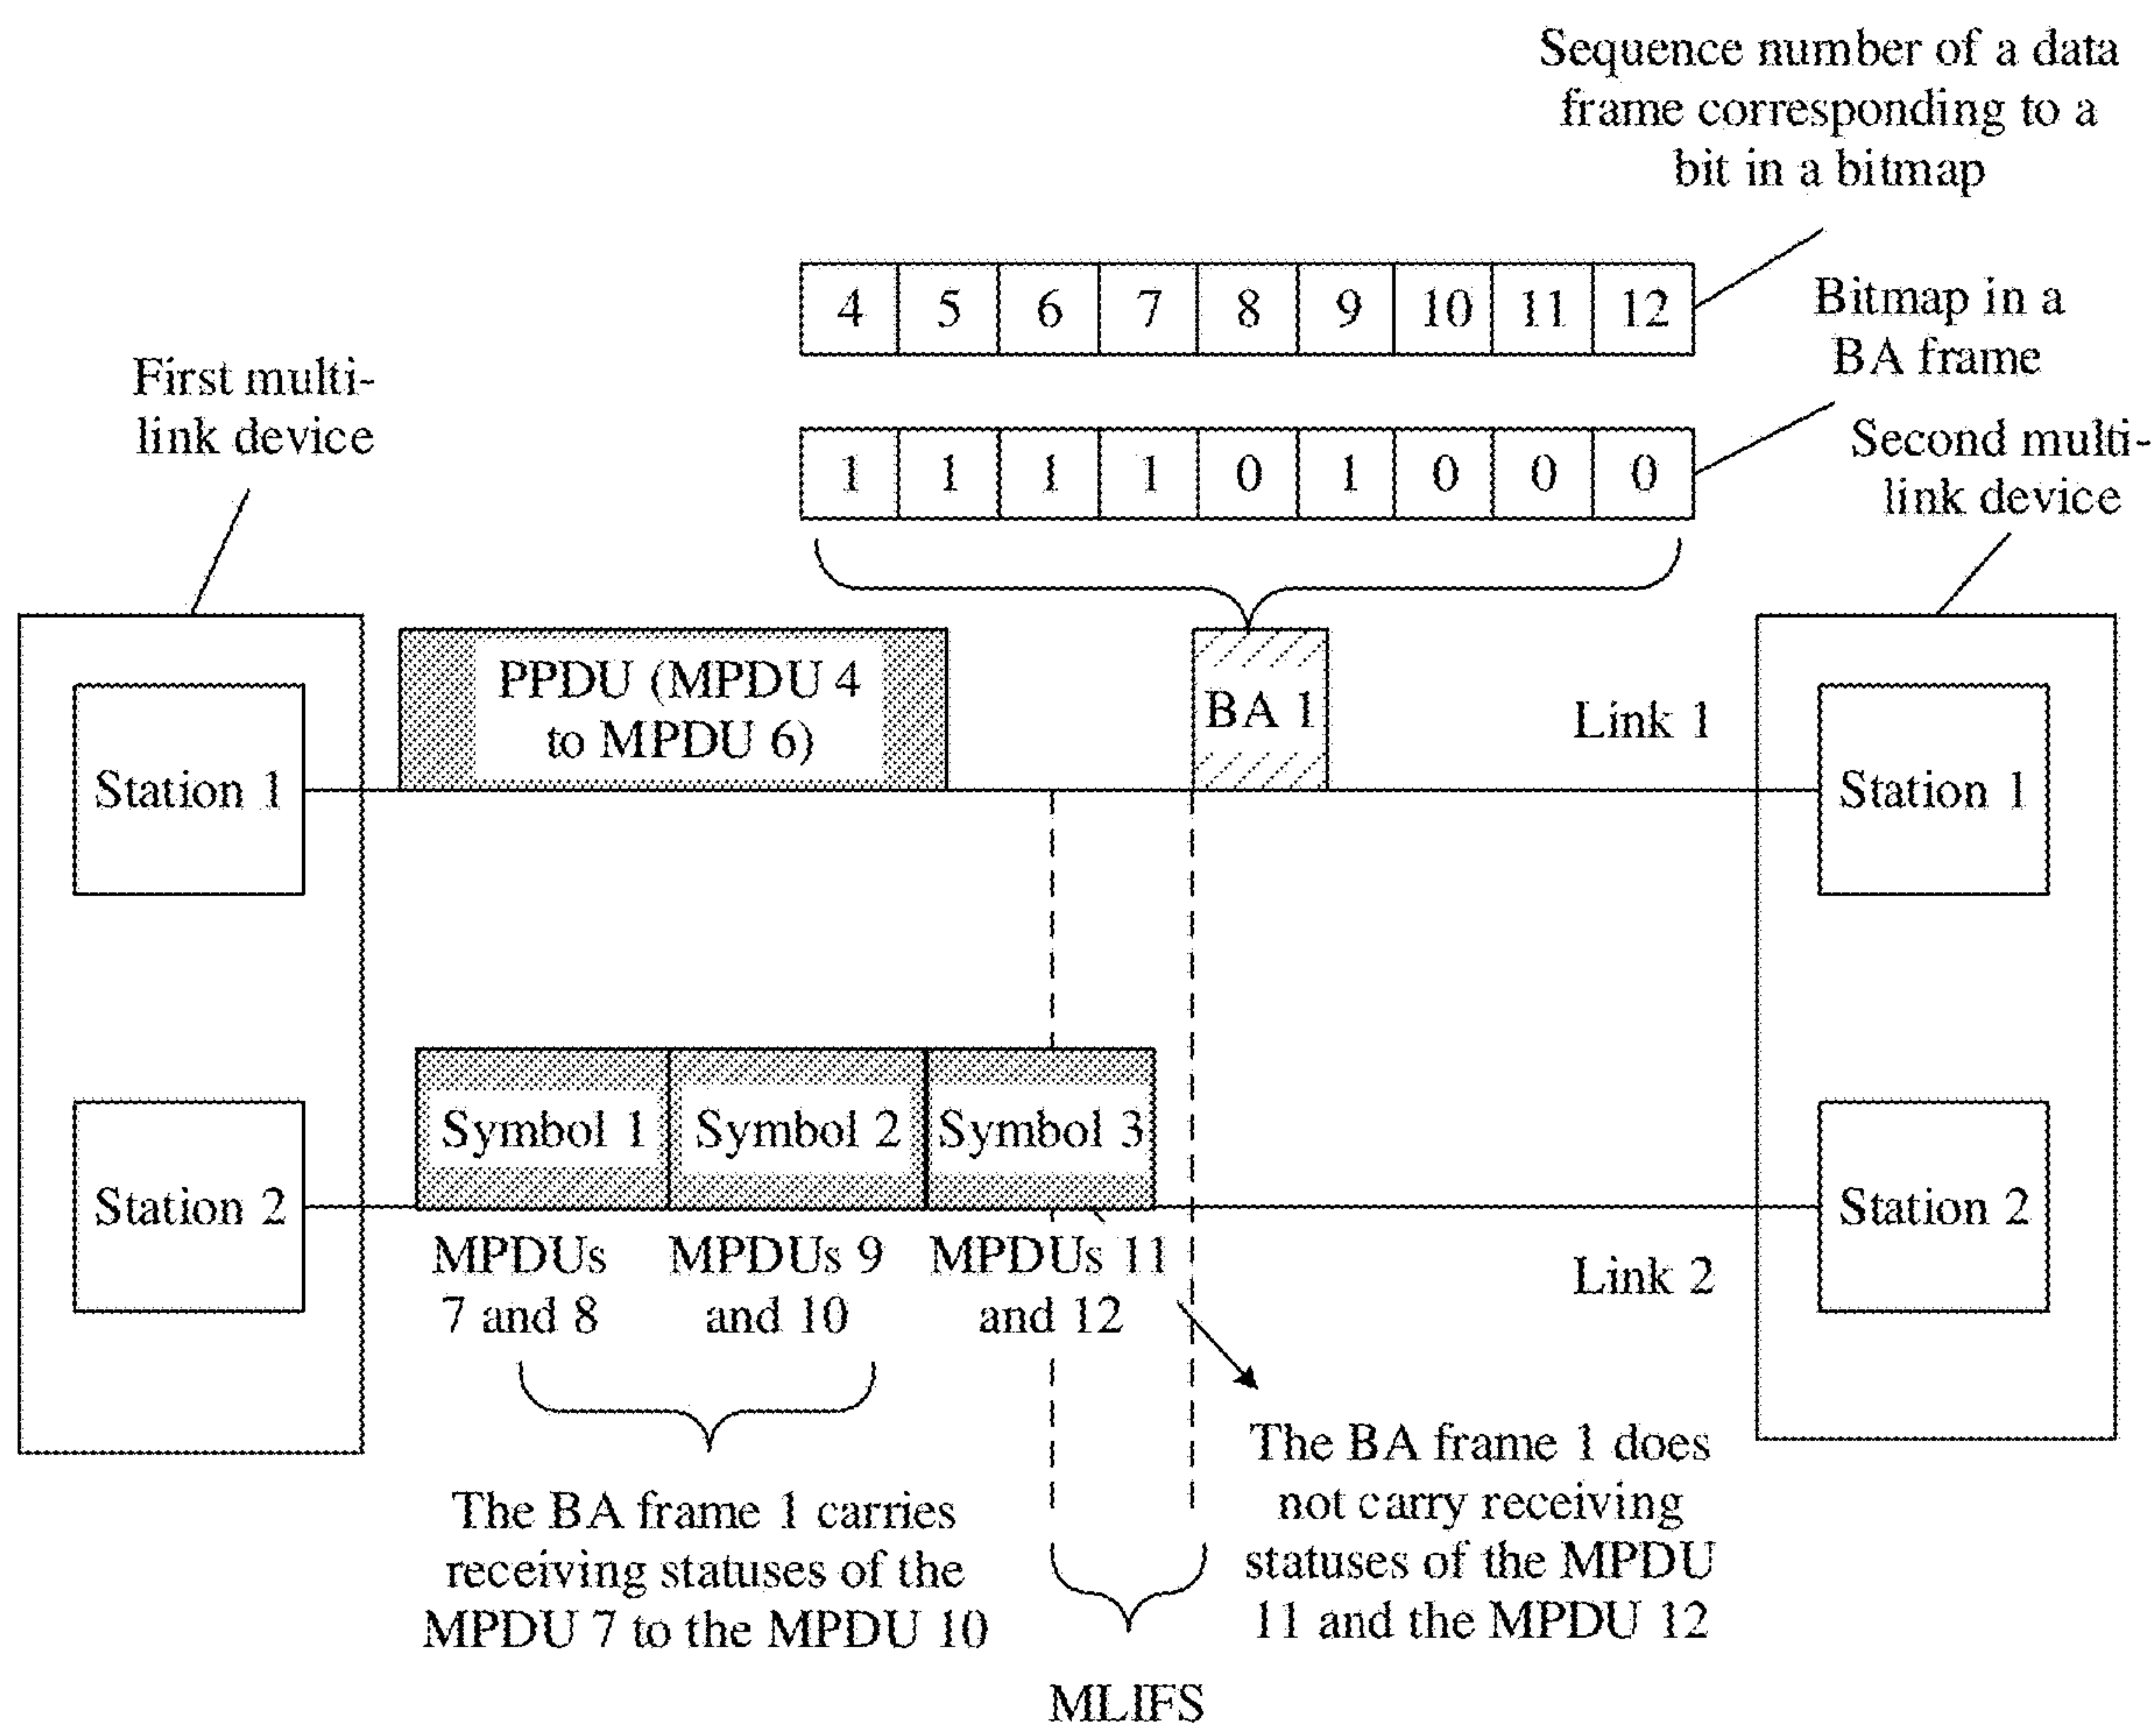 Sequence number of a data
frame corresponding to a
bit in a bitmap
4 5 6 7 8 9 10 11 12
Bitmap in a
BA frame
First multi-
link device
1 1 1 1 0 1 0 0 0
Second multi-
link device
PPDU (MPDU 4
to MPDU 6)
BA 1
Link 1
Station 1
Station 1
Symbol 1
Symbol 2
Symbol 3
Station 2
Station 2
MPDUs
7 and 8
MPDUs 9
and 10
MPDUs 11
and 12
Link 2
The BA frame 1 carries
receiving statuses of the
MPDU 7 to the MPDU 10
The BA frame 1 does
not carry receiving
statuses of the MPDU
11 and the MPDU 12
MLIFS